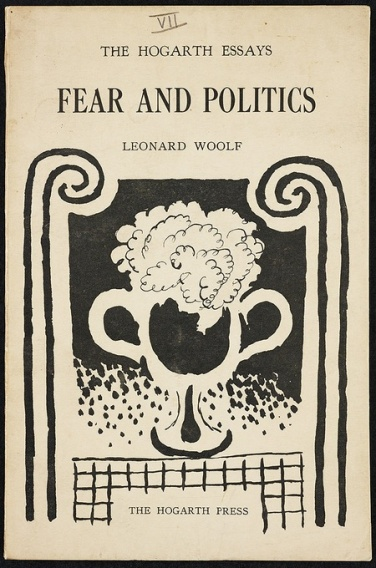 VII
THE HOGARTH ESSAYS
FEAR AND POLITICS
LEONARD WOOLF
THE HOGARTH PRESS